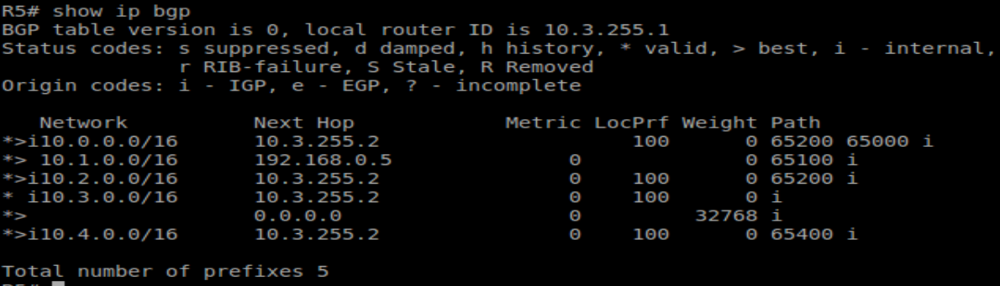 R5# show ip bgp
BGP table version is 0, local router ID is 10.3.255.1
Status codes: s suppressed, d damped, h history, * valid, > best, i - internal,
              r RIB-failure, S Stale, R Removed
Origin codes: i - IGP, e - EGP, ? - incomplete

   Network          Next Hop            Metric LocPrf Weight Path
*>i10.0.0.0/16      10.3.255.2                    100      0 65200 65000 i
*> 10.1.0.0/16      192.168.0.5              0             0 65100 i
*>i10.2.0.0/16      10.3.255.2               0    100      0 65200 i
* i10.3.0.0/16      10.3.255.2               0    100      0 i
*>                  0.0.0.0                  0         32768 i
*>i10.4.0.0/16      10.3.255.2               0    100      0 65400 i

Total number of prefixes 5
R5#